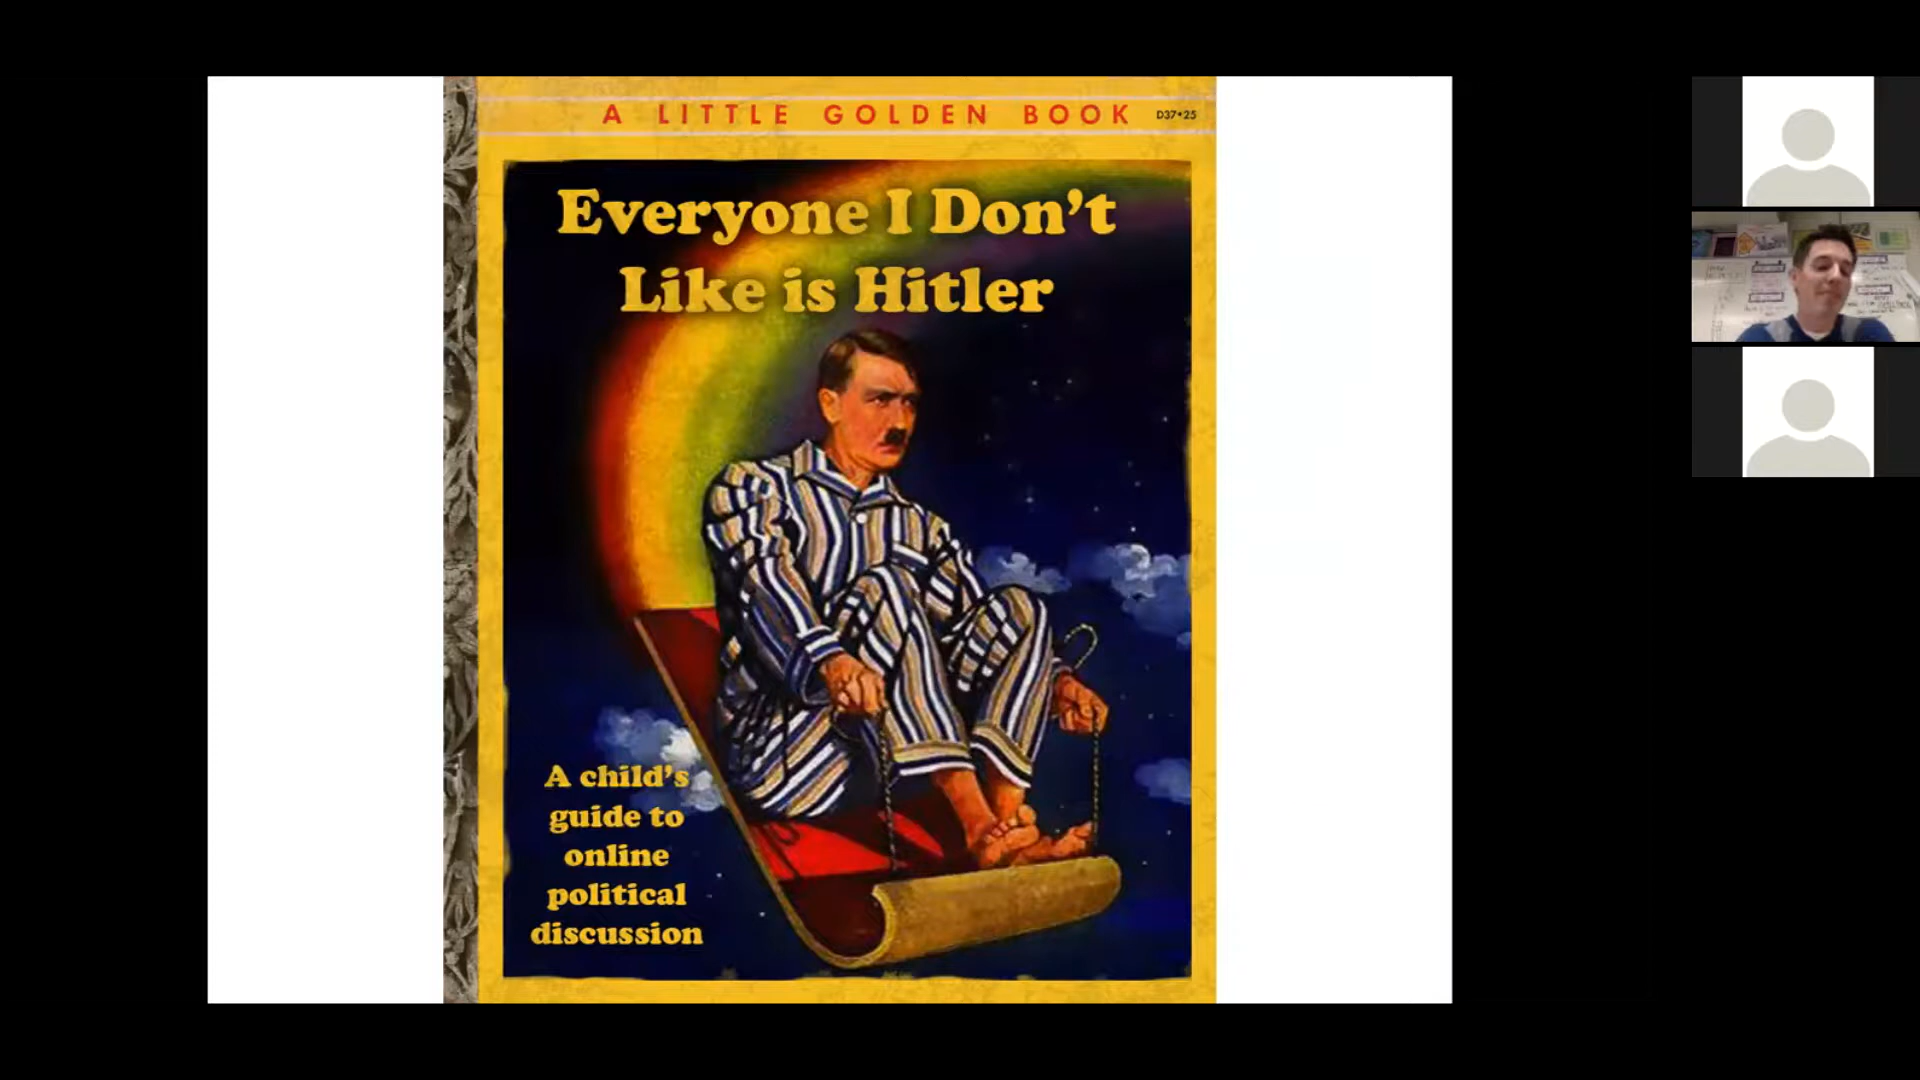 A LITTLE GOLDEN BOOK D37•25
Everyone I Don't
Like is Hitler
A child's
guide to
online
political
discussion